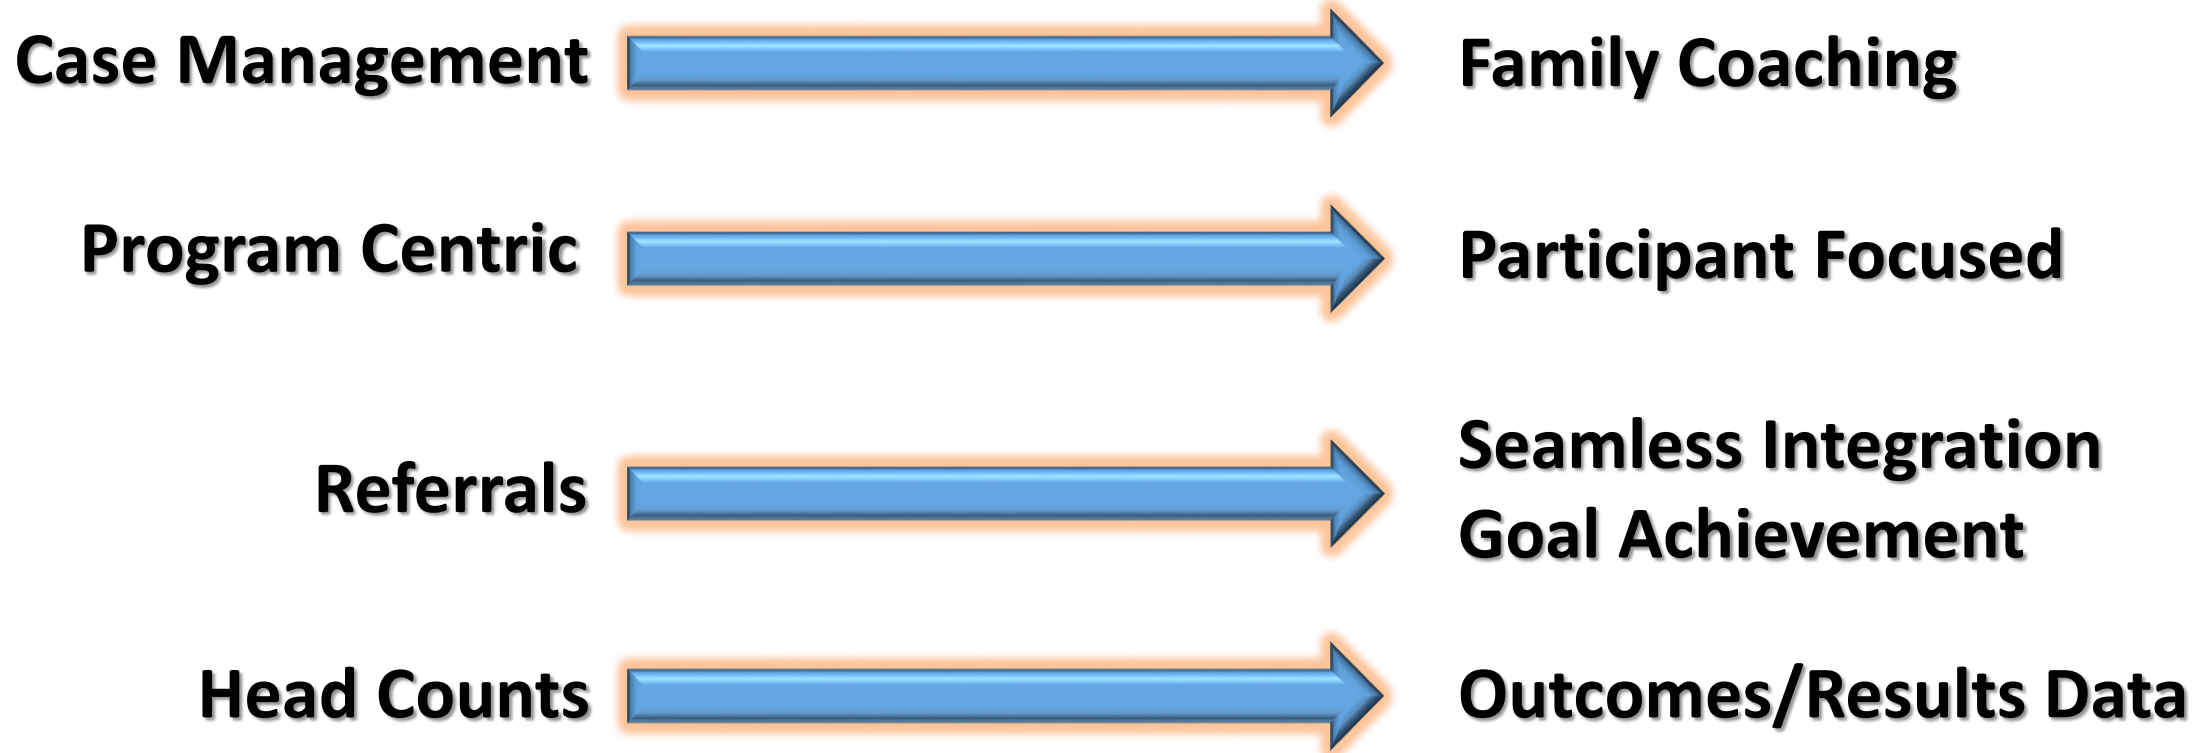 Case Management
Family Coaching
Program Centric
Participant Focused
Referrals
Seamless Integration
Goal Achievement
Head Counts
Outcomes/Results Data